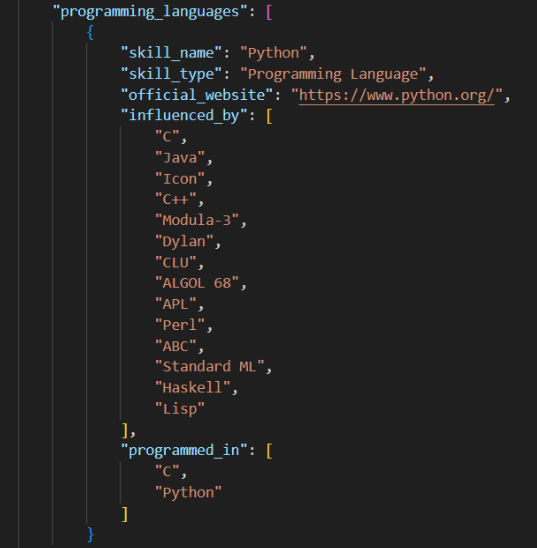 "programming_languages": [
{
"skill_name": "Python",
"skill_type": "Programming Language",
"official_website": "https://www.python.org/",
"influenced_by": [
"C",
"Java",
"Icon",
"C++",
"Modula-3",
"Dylan",
"CLU",
"ALGOL 68",
"APL",
"Perl",
"ABC",
"Standard ML",
"Haskell",
"Lisp"
],
"programmed_in": [
"C",
"Python"
]
}